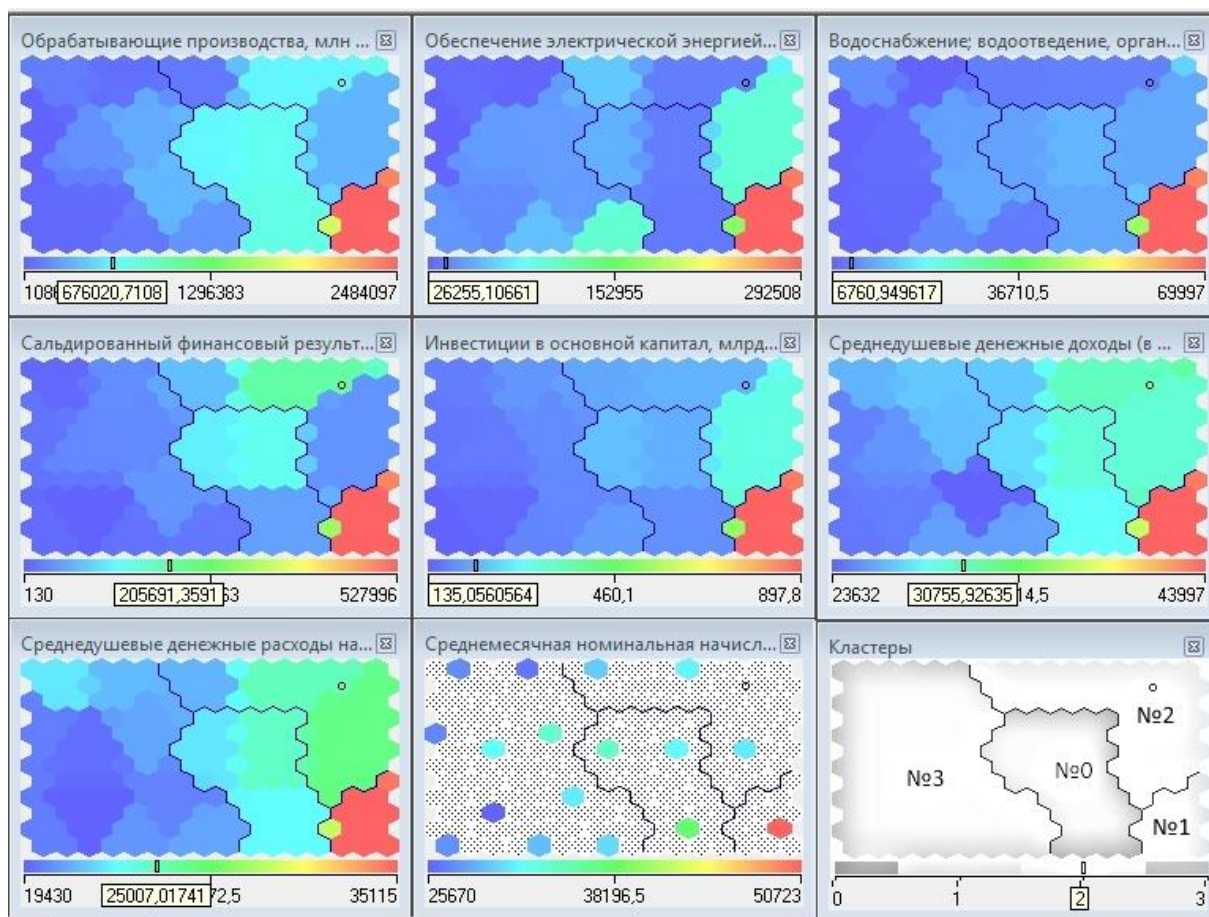 Обрабатывающие производства, млн ...
Обеспечение электрической энергией...
Водоснабжение; водоотведение, орган...
676020,7108 1296383 2484097
26255,10661 152955 292508
6760,949617 36710,5 69997
Сальдированный финансовый результ...
Инвестиции в основной капитал, млрд...
Среднедушевые денежные доходы (в ...
130 205691,3591 527996
135,0560564 460,1 897,8
23632 30755,92635 43997
Среднедушевые денежные расходы на...
Среднемесячная номинальная начисл...
Кластеры
№2
№0
№3
№1
19430 25007,01741 35115
25670 38196,5 50723
0 1 2 3